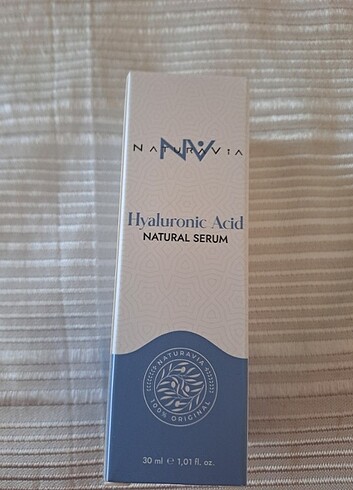 NATURAVIA
NV
Hyaluronic Acid
NATURAL SERUM
NATURAVIA
100% ORIGINAL
30 ml ℮ 1,01 fl. oz.